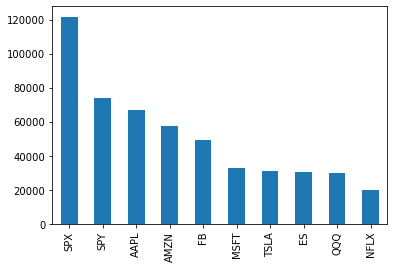 120000
100000
80000
60000
40000
20000
0
SPX
SPY
AAPL
AMZN
FB
MSFT
TSLA
ES
QQQ
NFLX